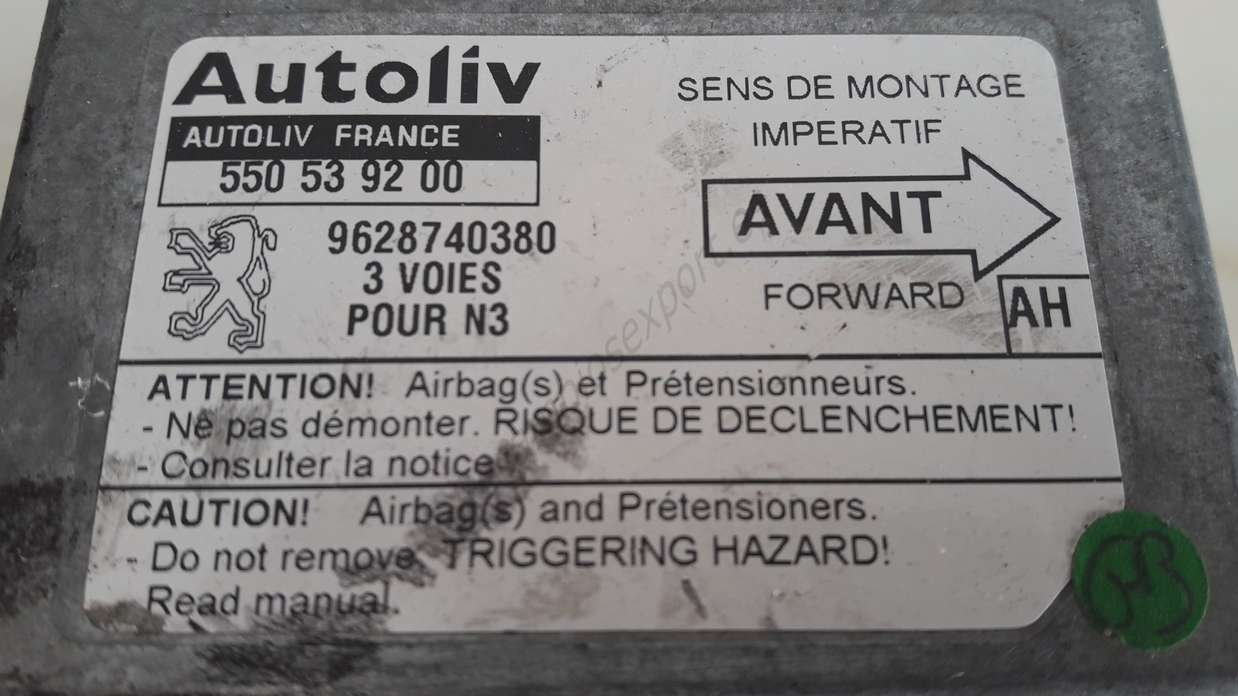 Autoliv
AUTOLIV FRANCE
550 53 92 00
9628740380
3 VOIES
POUR N3
SENS DE MONTAGE
IMPERATIF
AVANT
FORWARD
AH
ATTENTION! Airbag(s) et Prétensionneurs.
- Ne pas démonter. RISQUE DE DECLENCHEMENT!
- Consulter la notice
CAUTION! Airbag(s) and Prétensioners.
- Do not remove. TRIGGERING HAZARD!
Read manual.